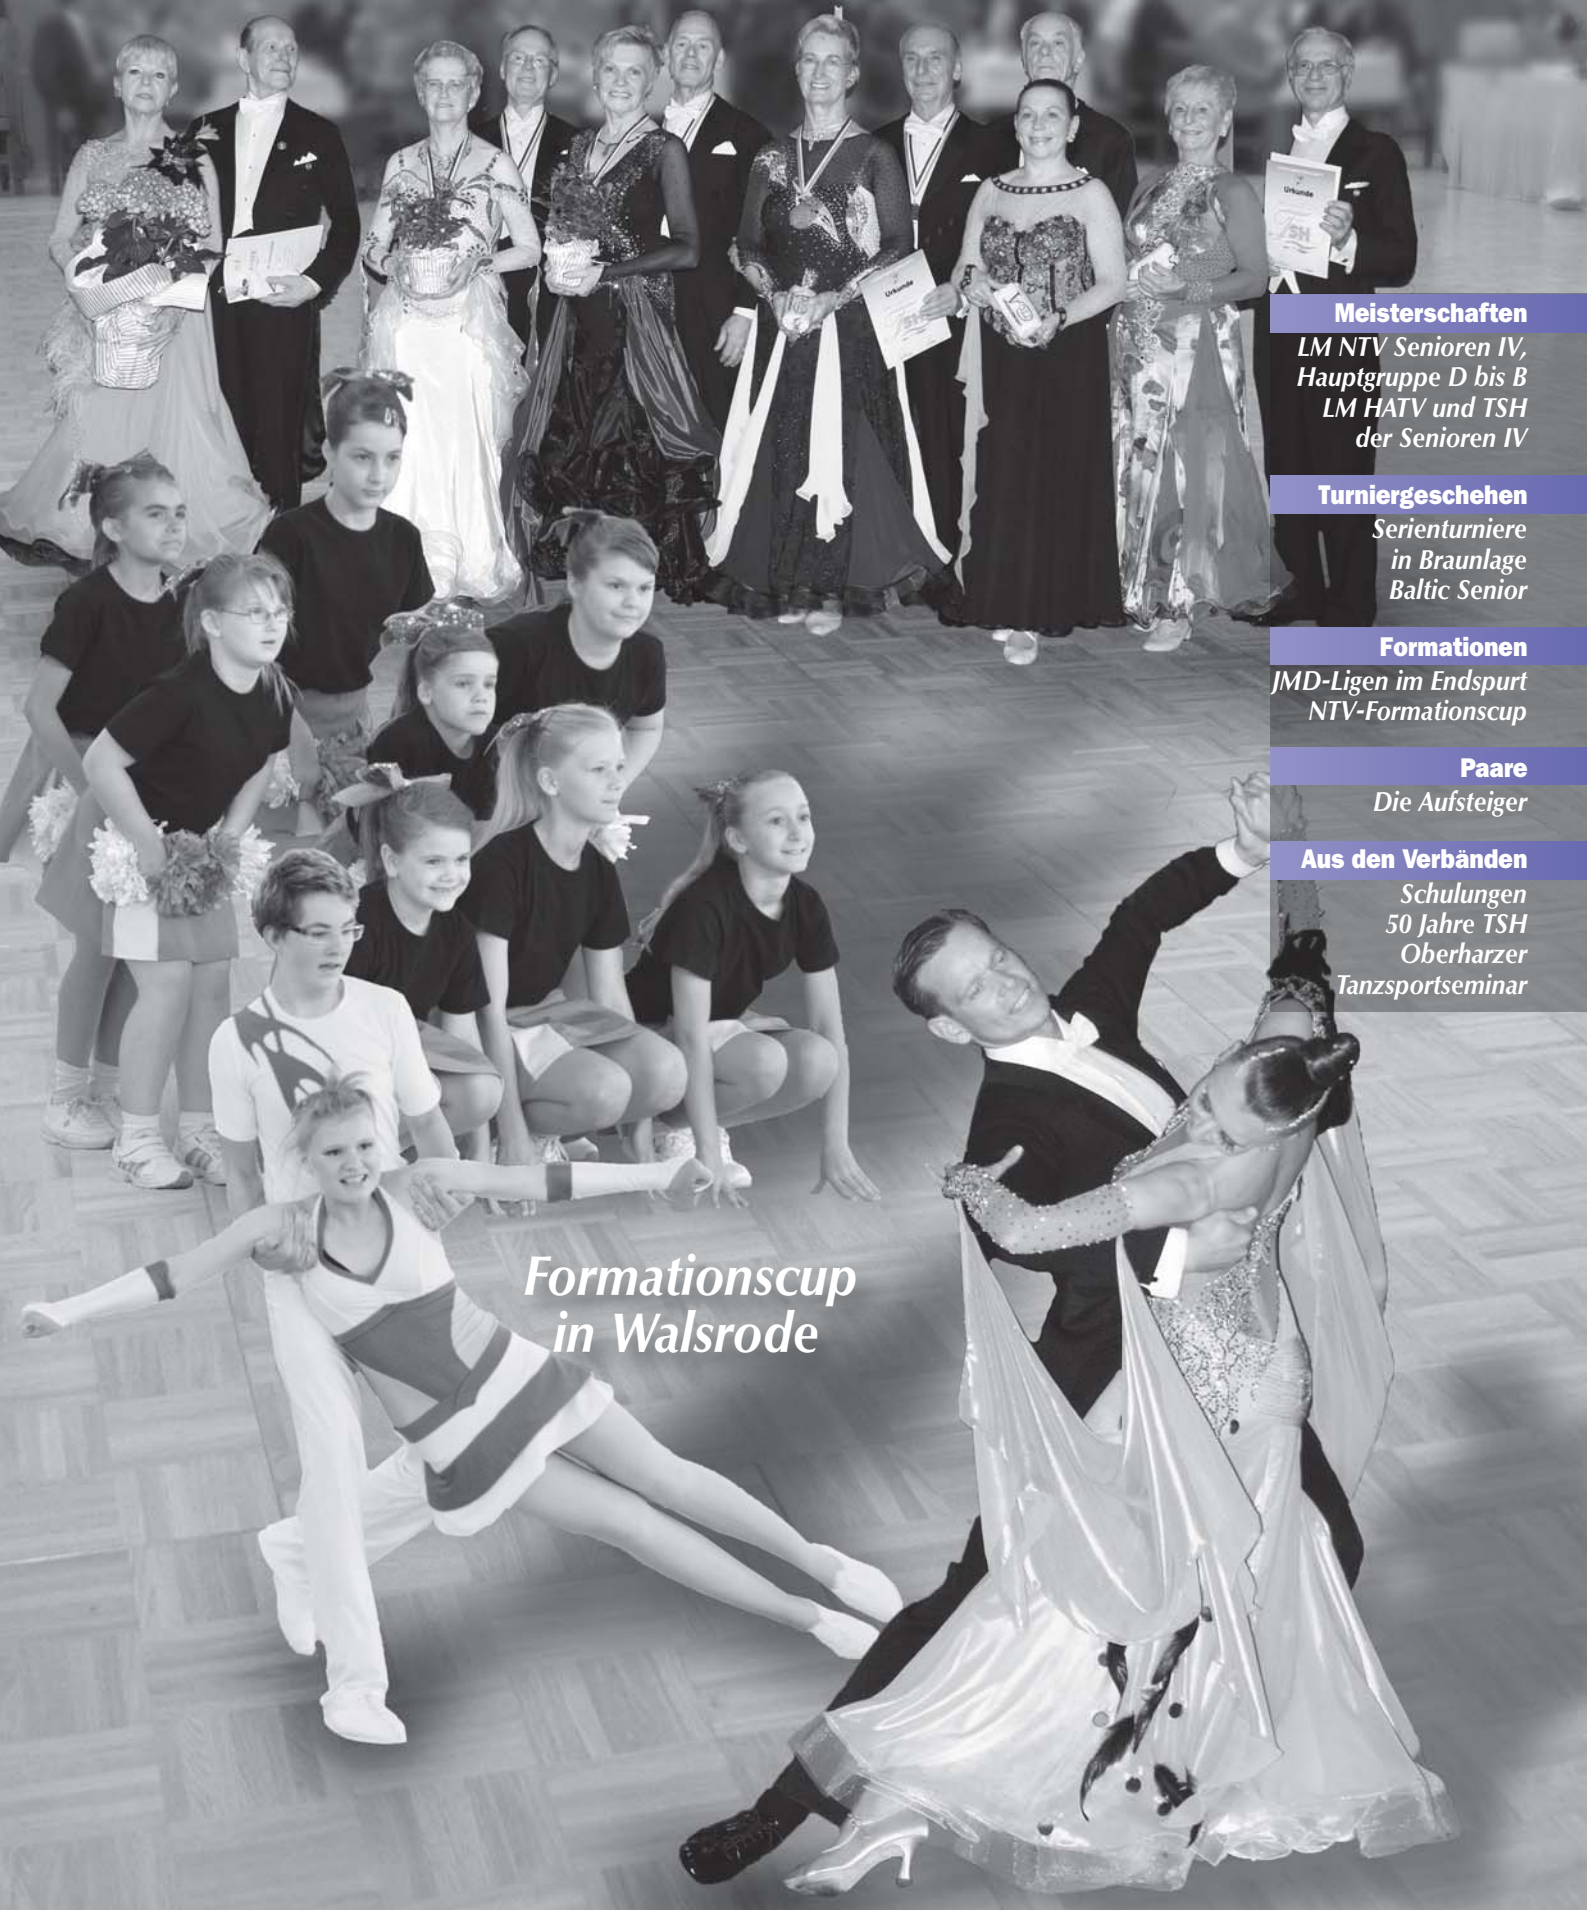 Urkunde
TSH
Urkunde
Meisterschaften
LM NTV Senioren IV,
Hauptgruppe D bis B
LM HATV und TSH
der Senioren IV
Turniergeschehen
Serienturniere
in Braunlage
Baltic Senior
Formationen
JMD-Ligen im Endspurt
NTV-Formationscup
Paare
Die Aufsteiger
Aus den Verbänden
Schulungen
50 Jahre TSH
Oberharzer
Tanzsportseminar
Formationscup
in Walsrode